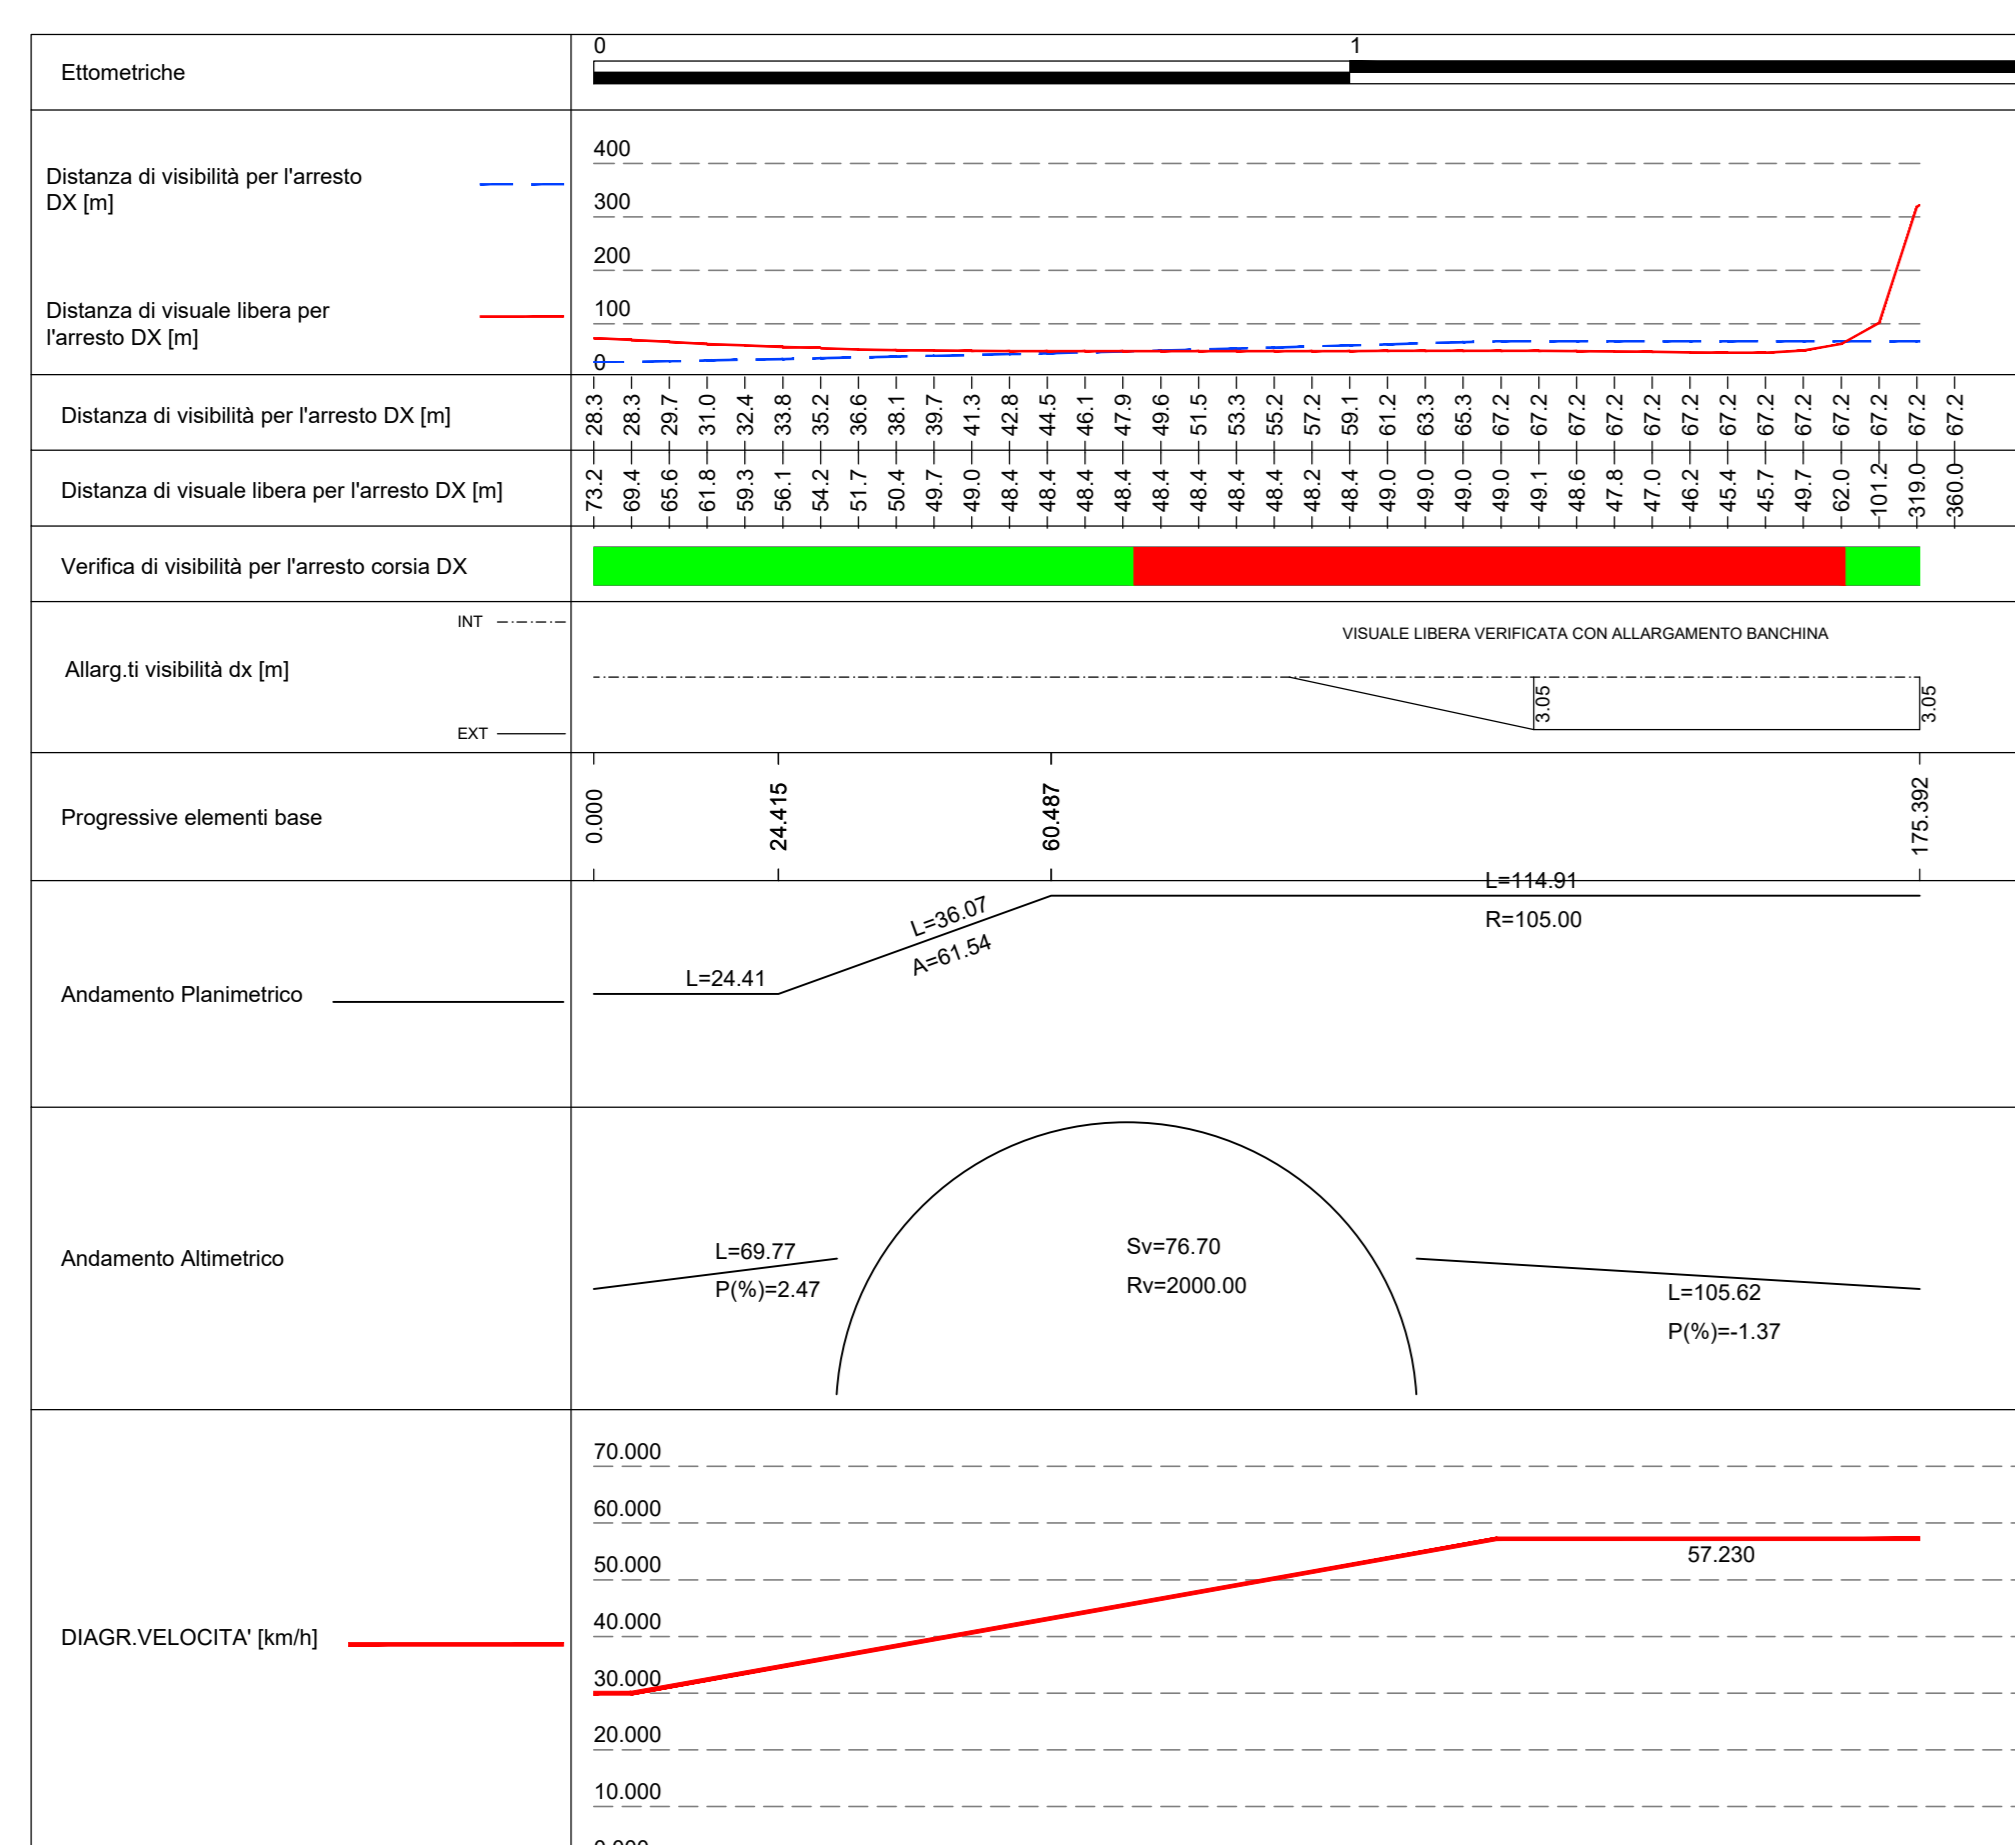 Ettometriche
0 1
Distanza di visibilità per l'arresto
DX [m]
Distanza di visuale libera per
l'arresto DX [m]
400
300
200
100
0
Distanza di visibilità per l'arresto DX [m]
28.3 28.3 29.7 31.0 32.4 33.8 35.2 36.6 38.1 39.7 41.3 42.8 44.5 46.1 47.9 49.6 51.5 53.3 55.2 57.2 59.1 61.2 63.3 65.3 67.2 67.2 67.2 67.2 67.2 67.2 67.2 67.2 67.2 67.2 67.2 67.2 67.2
Distanza di visuale libera per l'arresto DX [m]
73.2 69.4 65.6 61.8 59.3 56.1 54.2 51.7 50.4 49.7 49.0 48.4 48.4 48.4 48.4 48.4 48.4 48.4 48.4 48.2 48.4 49.0 49.0 49.0 49.0 49.1 48.6 47.8 47.0 46.2 45.4 45.7 49.7 62.0 101.2 319.0 360.0
Verifica di visibilità per l'arresto corsia DX
INT
Allarg.ti visibilità dx [m]
EXT
VISUALE LIBERA VERIFICATA CON ALLARGAMENTO BANCHINA
3.05 3.05
Progressive elementi base
0.000 24.415 60.487 175.392
Andamento Planimetrico
L=24.41
L=36.07
A=61.54
L=114.91
R=105.00
Andamento Altimetrico
L=69.77
P(%)=2.47
Sv=76.70
Rv=2000.00
L=105.62
P(%)=-1.37
DIAGR.VELOCITA' [km/h]
70.000
60.000
50.000
40.000
30.000
20.000
10.000
0.000
57.230